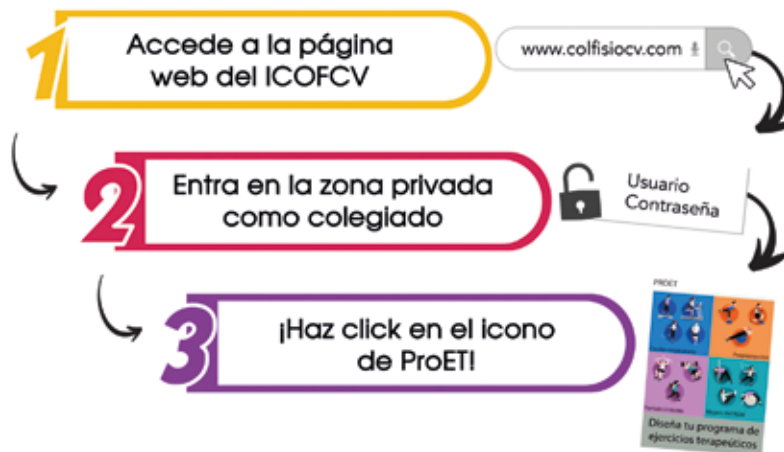 1
Accede a la página
web del ICOFCV
www.colfisiocv.com
2
Entra en la zona privada
como colegiado
Usuario
Contraseña
3
¡Haz click en el icono
de ProET!
PROET
Diseña tu programa de
ejercicios terapéuticos